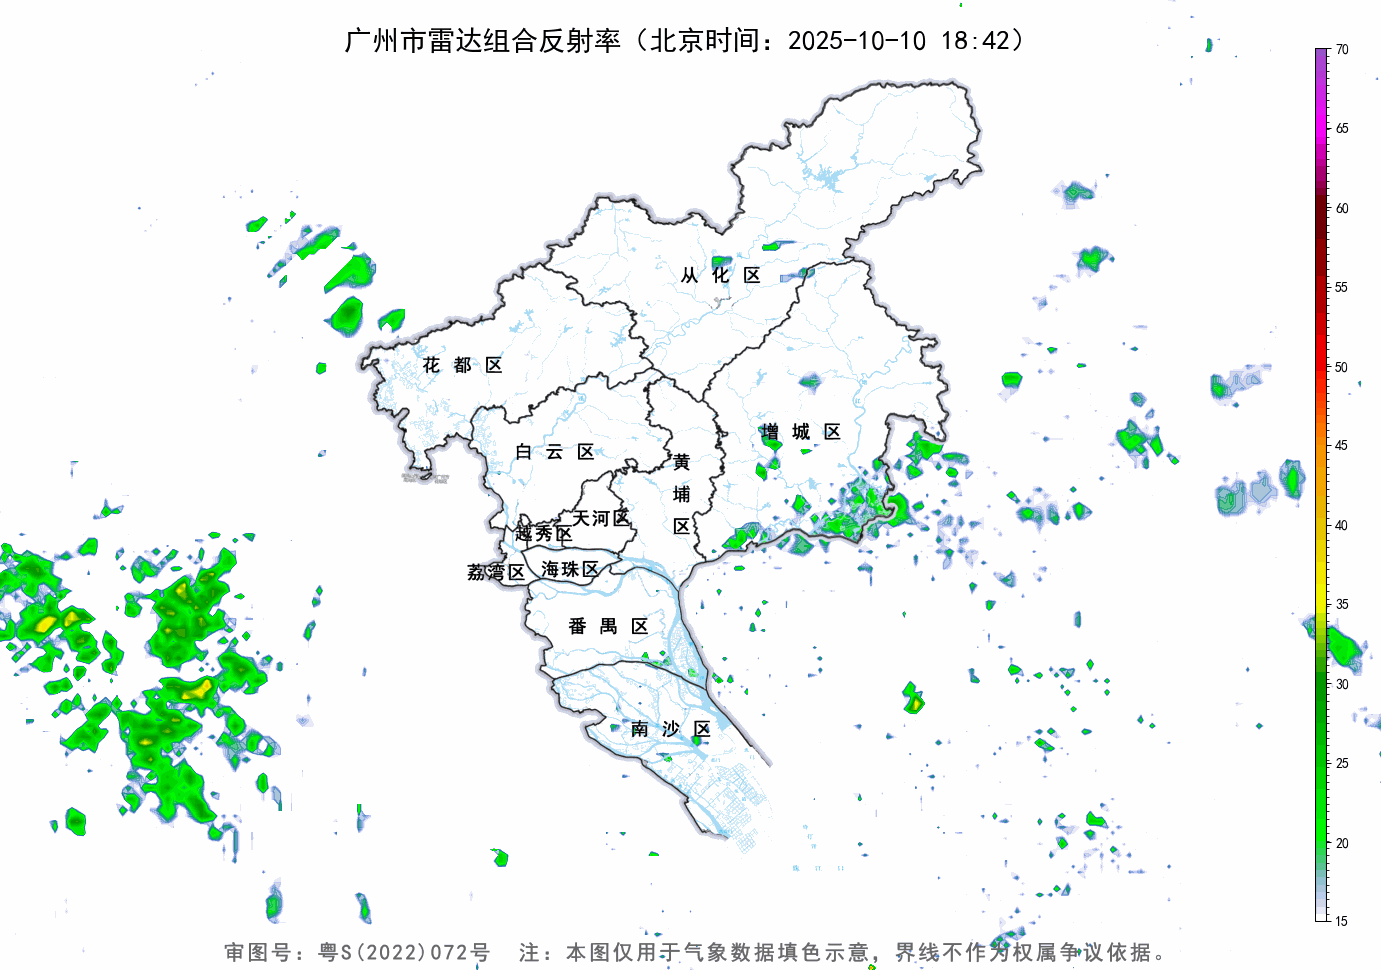 广州市雷达组合反射率（北京时间：2025-10-10 18:42）
70
65
60
55
50
45
40
35
30
25
20
15
从化区
花都区
增城区
白云区
黄埔区
天河区
越秀区
荔湾区
海珠区
番禺区
南沙区
审图号：粤S(2022)072号 注：本图仅用于气象数据填色示意，界线不作为权属争议依据。